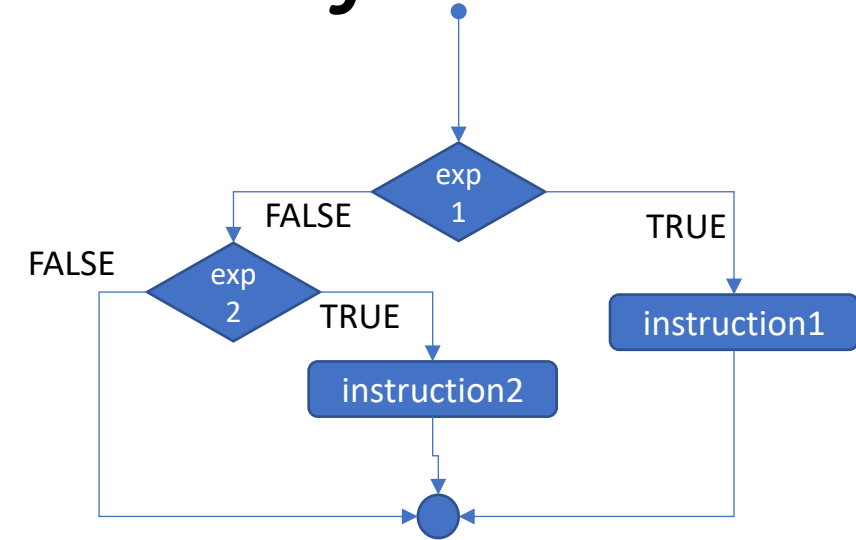 exp
1
FALSE
TRUE
FALSE
exp
2
TRUE
instruction1
instruction2